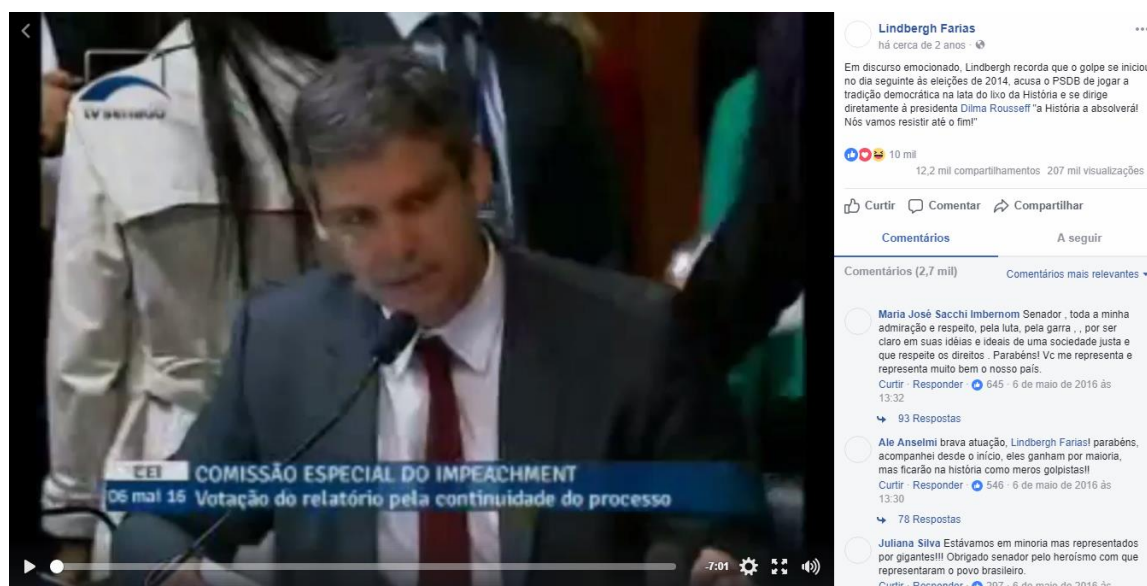 tv senado
CEI COMISSÃO ESPECIAL DO IMPEACHMENT
06 mai 16 Votação do relatório pela continuidade do processo
-7:01
Lindbergh Farias
há cerca de 2 anos ·
Em discurso emocionado, Lindbergh recorda que o golpe se iniciou
no dia seguinte às eleições de 2014, acusa o PSDB de jogar a
tradição democrática na lata do lixo da História e se dirige
diretamente à presidenta Dilma Rousseff "a História a absolverá!
Nós vamos resistir até o fim!"
10 mil
12,2 mil compartilhamentos 207 mil visualizações
Curtir Comentar Compartilhar
Comentários A seguir
Comentários (2,7 mil) Comentários mais relevantes
Maria José Sacchi Imbernom Senador , toda a minha
admiração e respeito, pela luta, pela garra , , por ser
claro em suas idéias e ideais de uma sociedade justa e
que respeite os direitos . Parabéns! Vc me representa e
representa muito bem o nosso país.
Curtir · Responder · 645 · 6 de maio de 2016 às
13:32
93 Respostas
Ale Anselmi brava atuação, Lindbergh Farias! parabéns,
acompanhei desde o início, eles ganham por maioria,
mas ficarão na história como meros golpistas!!
Curtir · Responder · 546 · 6 de maio de 2016 às
13:30
78 Respostas
Juliana Silva Estávamos em minoria mas representados
por gigantes!!! Obrigado senador pelo heroísmo com que
representaram o povo brasileiro.
Curtir · Responder · 297 · 6 de maio de 2016 às